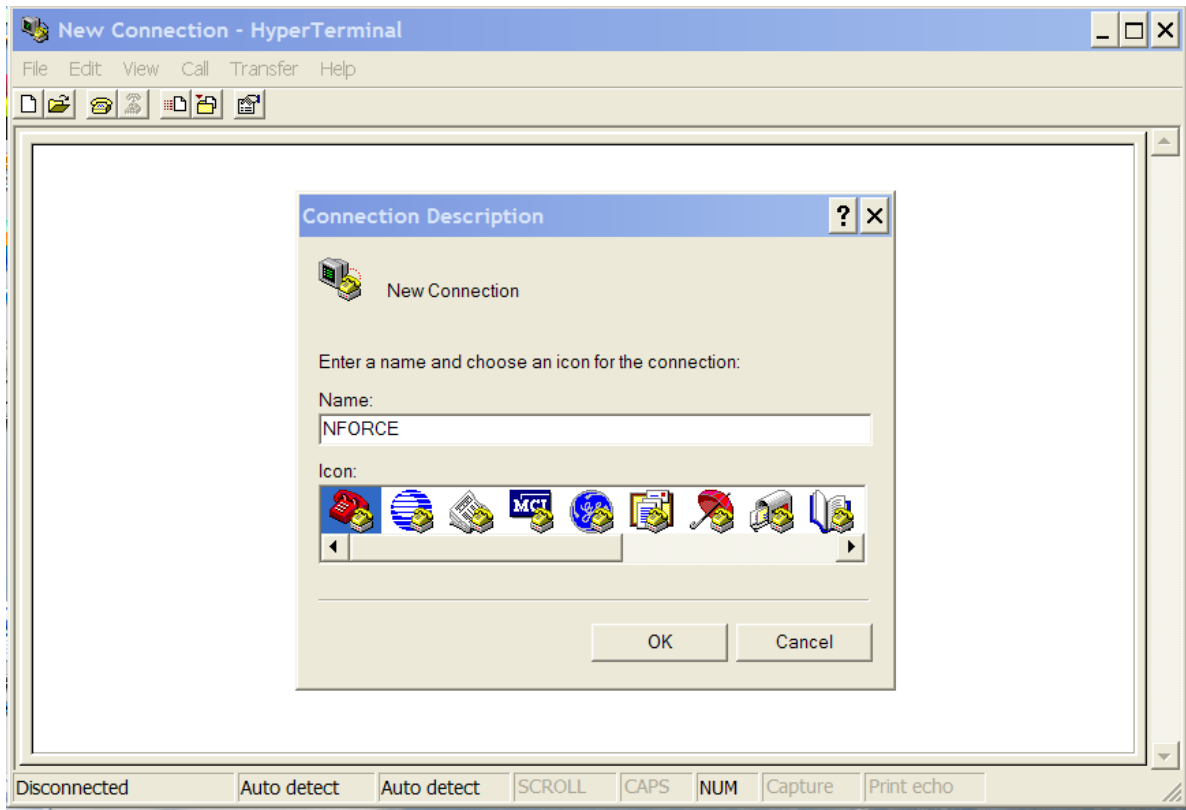 New Connection - HyperTerminal
File Edit View Call Transfer Help
Connection Description
?
New Connection
Enter a name and choose an icon for the connection:
Name:
NFORCE
Icon:
MCI
OK Cancel
Disconnected Auto detect Auto detect SCROLL CAPS NUM Capture Print echo